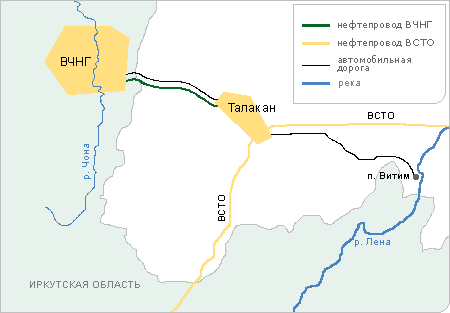 нефтепровод ВЧНГ
нефтепровод ВСТО
автомобильная
дорога
река
ВЧНГ
Талакан
ВСТО
р. Чона
п. Витим
ВСТО
р. Лена
ИРКУТСКАЯ ОБЛАСТЬ